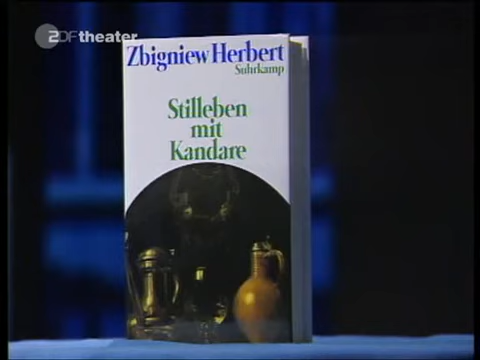 ZDFtheater
Zbigniew Herbert
Suhrkamp
Stilleben
mit
Kandare